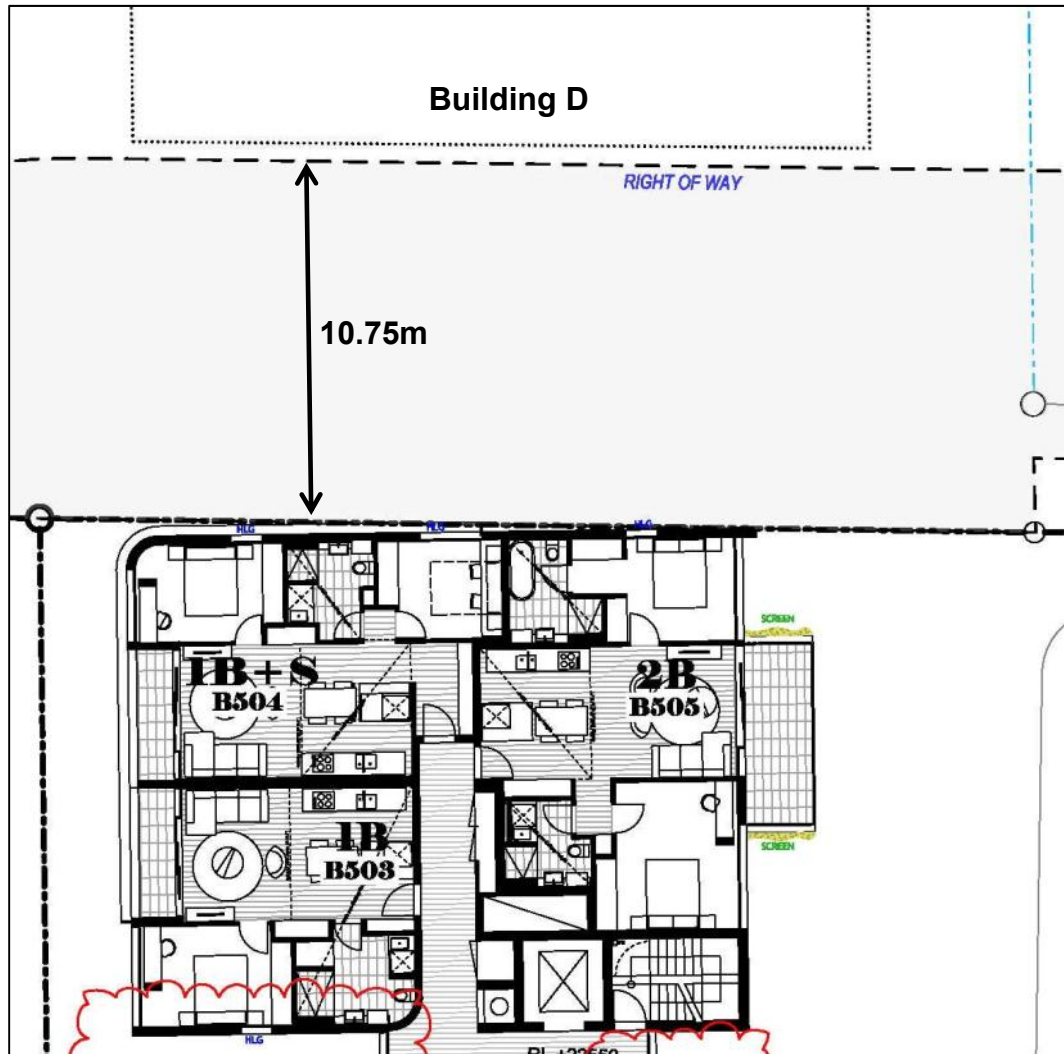 Building D
RIGHT OF WAY
10.75m
HLG
HLG
HLG
SCREEN
1B+S
B504
2B
B505
1B
B503
SCREEN
HLG